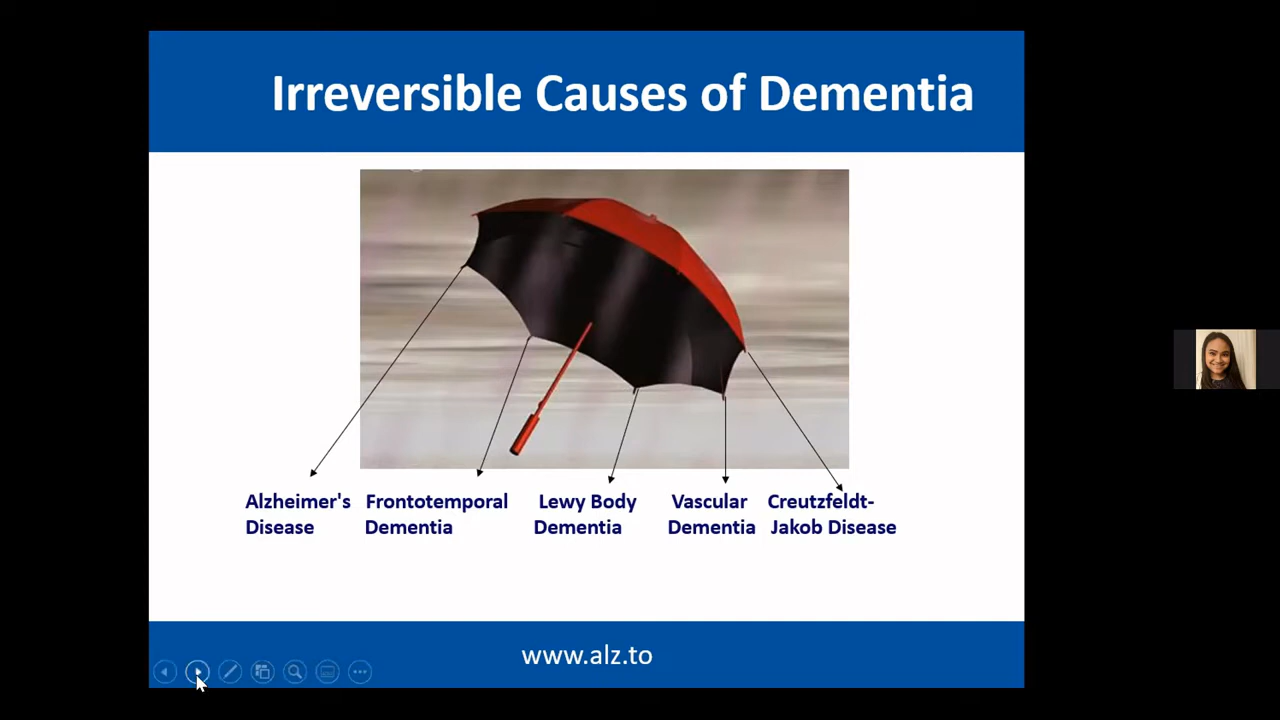 Irreversible Causes of Dementia
Alzheimer's
Disease
Frontotemporal
Dementia
Lewy Body
Dementia
Vascular
Dementia
Creutzfeldt-
Jakob Disease
www.alz.to